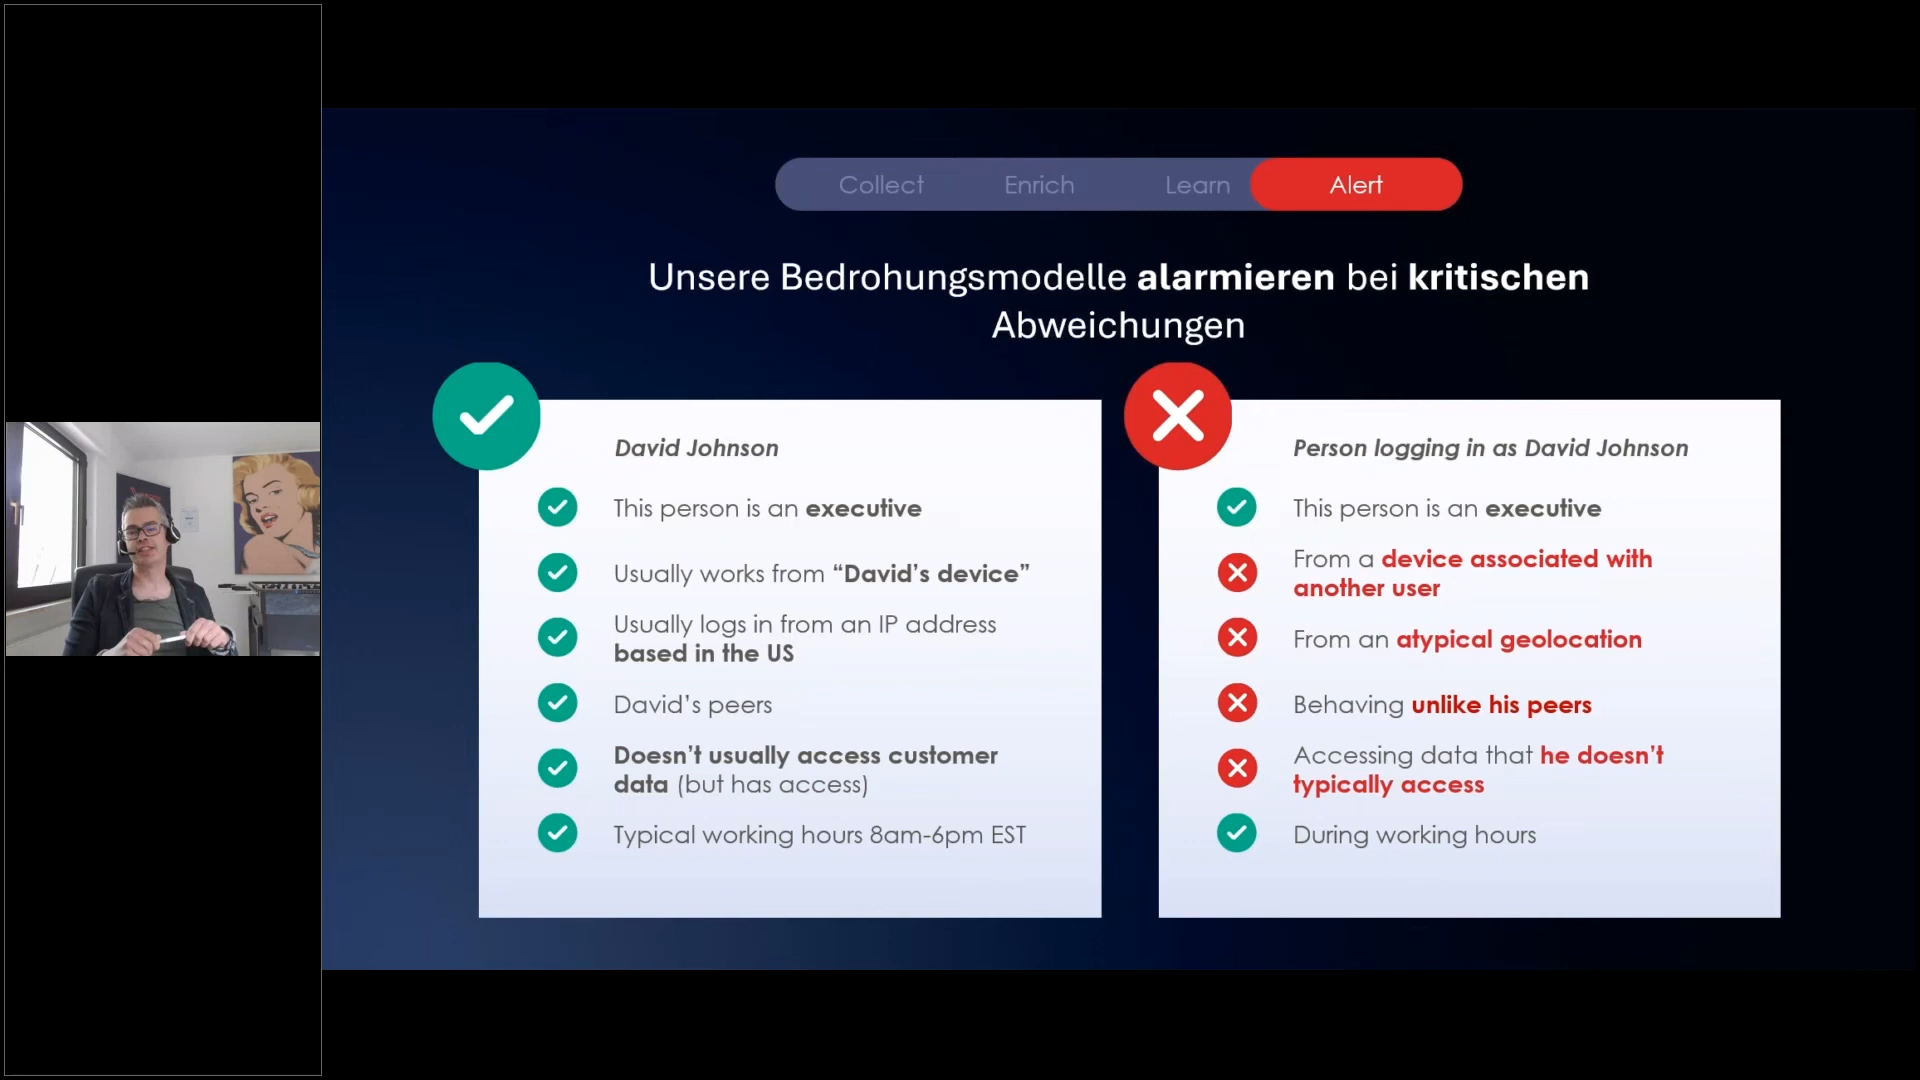 Collect Enrich Learn Alert
Unsere Bedrohungsmodelle alarmieren bei kritischen
Abweichungen
David Johnson
This person is an executive
Usually works from “David’s device”
Usually logs in from an IP address
based in the US
David’s peers
Doesn’t usually access customer
data (but has access)
Typical working hours 8am-6pm EST
Person logging in as David Johnson
This person is an executive
From a device associated with
another user
From an atypical geolocation
Behaving unlike his peers
Accessing data that he doesn’t
typically access
During working hours